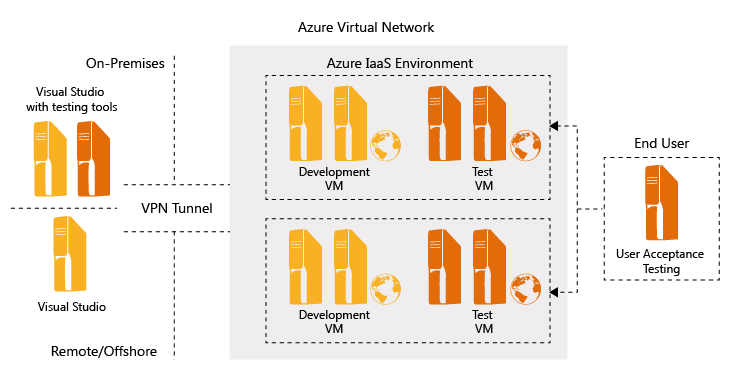 Azure Virtual Network
On-Premises
Azure IaaS Environment
Visual Studio
with testing tools
Development
VM
Test
VM
End User
VPN Tunnel
User Acceptance
Testing
Visual Studio
Development
VM
Test
VM
Remote/Offshore